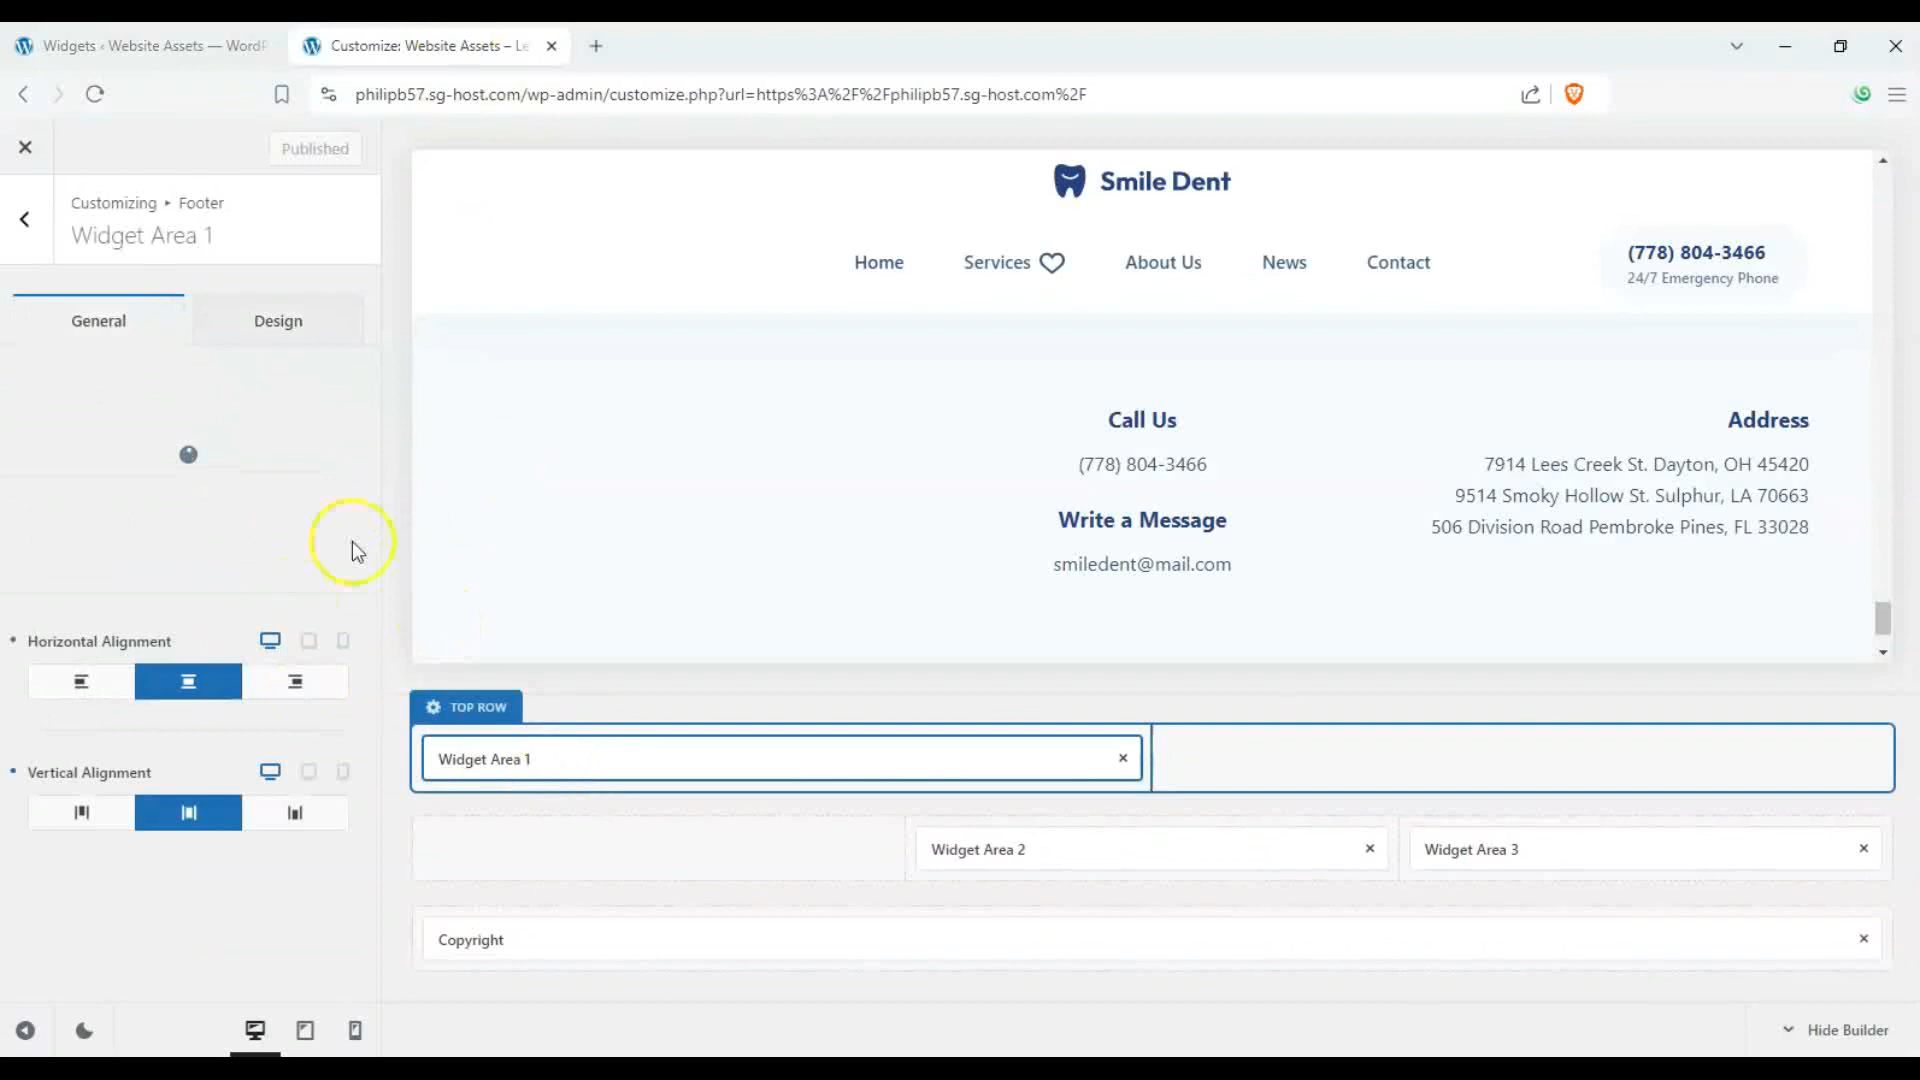 Widgets ‹ Website Assets — WordP
Customize: Website Assets – Le
philipb57.sg-host.com/wp-admin/customize.php?url=https%3A%2F%2Fphilipb57.sg-host.com%2F
Published
Customizing ▸ Footer
Widget Area 1
General
Design
Horizontal Alignment
Vertical Alignment
Smile Dent
Home
Services
About Us
News
Contact
(778) 804-3466
24/7 Emergency Phone
Call Us
(778) 804-3466
Write a Message
smiledent@mail.com
Address
7914 Lees Creek St. Dayton, OH 45420
9514 Smoky Hollow St. Sulphur, LA 70663
506 Division Road Pembroke Pines, FL 33028
TOP ROW
Widget Area 1
Widget Area 2
Widget Area 3
Copyright
Hide Builder